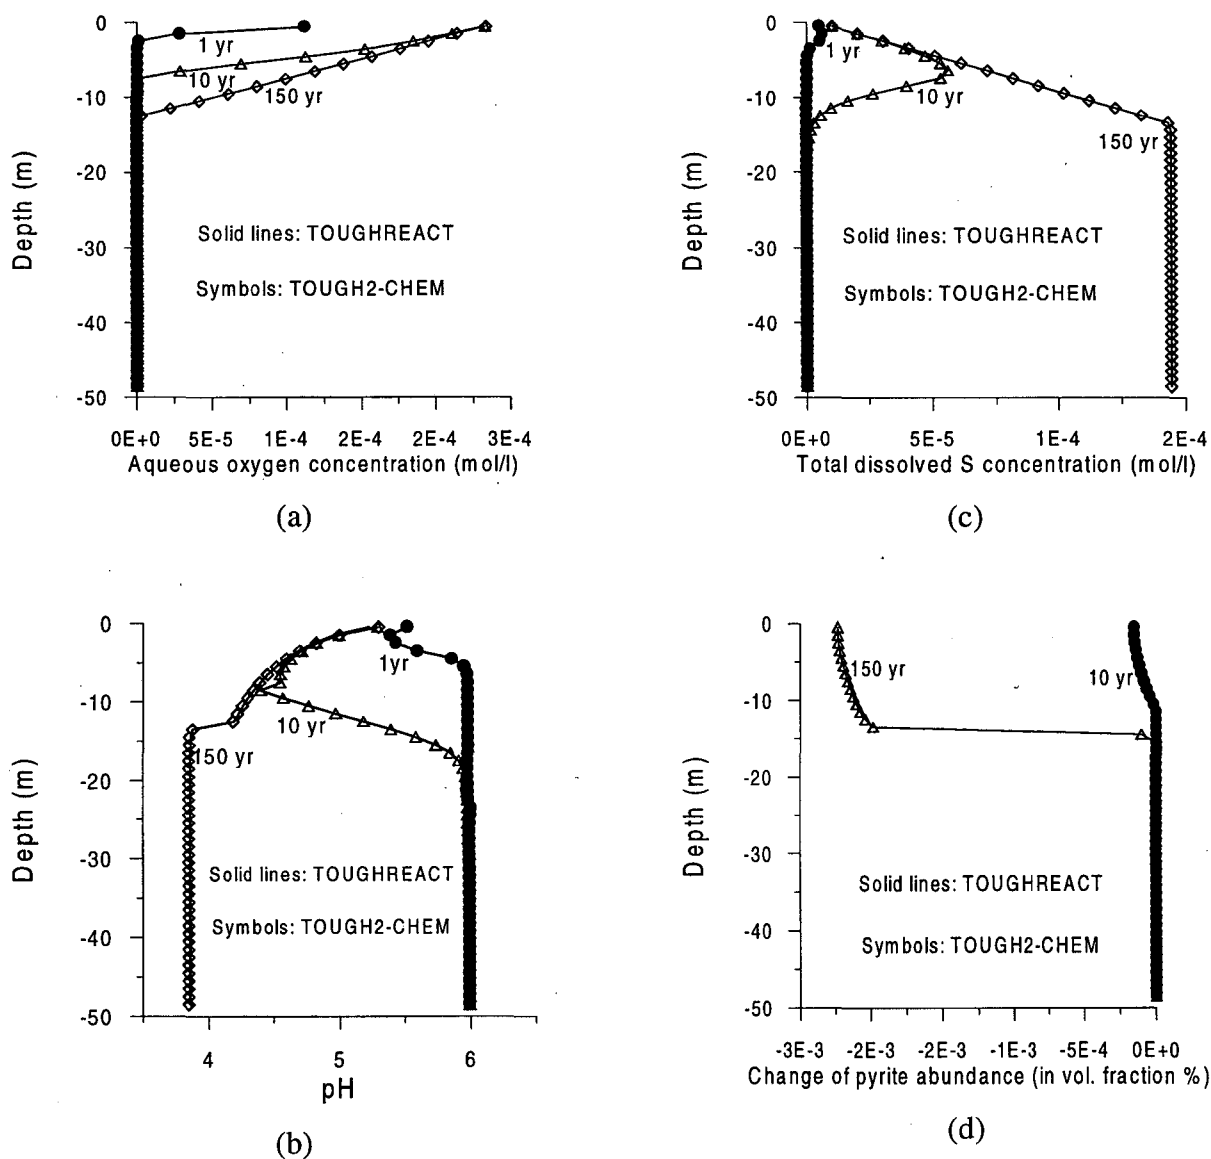 0
-10
-20
-30
-40
-50
Depth (m)
1 yr
10 yr
150 yr
Solid lines: TOUGHREACT
Symbols: TOUGH2-CHEM
0E+0 5E-5 1E-4 2E-4 2E-4 3E-4
Aqueous oxygen concentration (mol/l)
(a)
0
-10
-20
-30
-40
-50
Depth (m)
1 yr
10 yr
150 yr
Solid lines: TOUGHREACT
Symbols: TOUGH2-CHEM
0E+0 5E-5 1E-4 2E-4
Total dissolved S concentration (mol/l)
(c)
0
-10
-20
-30
-40
-50
Depth (m)
1yr
10 yr
150 yr
Solid lines: TOUGHREACT
Symbols: TOUGH2-CHEM
4 5 6
pH
(b)
0
-10
-20
-30
-40
-50
Depth (m)
150 yr
10 yr
Solid lines: TOUGHREACT
Symbols: TOUGH2-CHEM
-3E-3 -2E-3 -2E-3 -1E-3 -5E-4 0E+0
Change of pyrite abundance (in vol. fraction %)
(d)